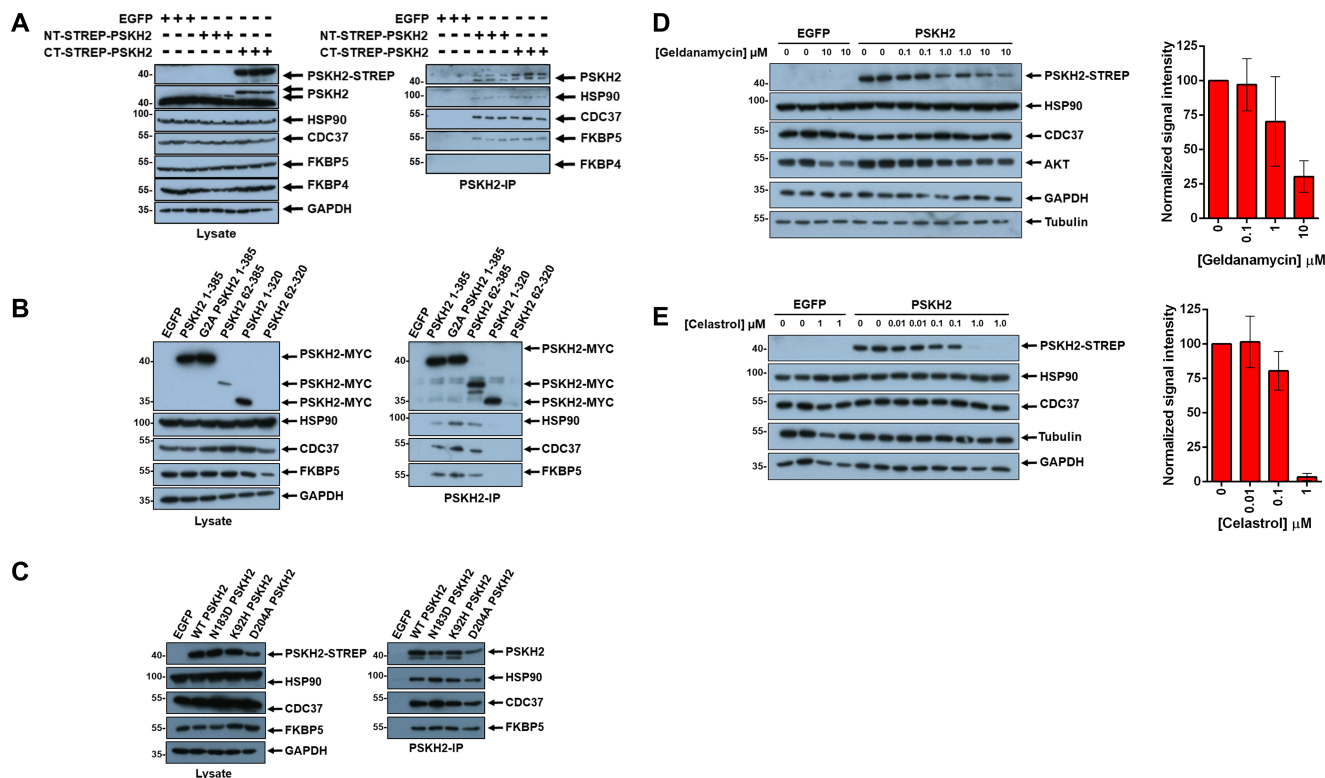 A
EGFP + + + - - - - - -
NT-STREP-PSKH2 - - - + + + - - -
CT-STREP-PSKH2 - - - - - - + + +
40- PSKH2-STREP
40- PSKH2
100- HSP90
55- CDC37
55- FKBP5
55- FKBP4
35- GAPDH
Lysate
EGFP + + + - - - - - -
NT-STREP-PSKH2 - - - + + + - - -
CT-STREP-PSKH2 - - - - - - + + +
40- PSKH2
100- HSP90
55- CDC37
55- FKBP5
55- FKBP4
PSKH2-IP
B
EGFP
PSKH2 1-385
G2A PSKH2 1-385
PSKH2 62-385
PSKH2 1-320
PSKH2 62-320
40- PSKH2-MYC
PSKH2-MYC
35- PSKH2-MYC
100- HSP90
55- CDC37
55- FKBP5
35- GAPDH
Lysate
EGFP
PSKH2 1-385
G2A PSKH2 1-385
PSKH2 62-385
PSKH2 1-320
PSKH2 62-320
PSKH2-MYC
40-
PSKH2-MYC
35- PSKH2-MYC
100- HSP90
55- CDC37
55- FKBP5
PSKH2-IP
C
EGFP
WT PSKH2
N183D PSKH2
K92H PSKH2
D204A PSKH2
40- PSKH2-STREP
100- HSP90
55- CDC37
55- FKBP5
35- GAPDH
Lysate
EGFP
WT PSKH2
N183D PSKH2
K92H PSKH2
D204A PSKH2
40- PSKH2
100- HSP90
55- CDC37
55- FKBP5
PSKH2-IP
D
EGFP PSKH2
[Geldanamycin] µM 0 0 10 10 0 0 0.1 0.1 1.0 1.0 10 10
40- PSKH2-STREP
100- HSP90
55- CDC37
55- AKT
35- GAPDH
55- Tubulin
Normalized signal intensity
125
100
75
50
25
0
0 0.1 1 10
[Geldanamycin] µM
E
EGFP PSKH2
[Celastrol] µM 0 0 1 1 0 0 0.01 0.01 0.1 0.1 1.0 1.0
40- PSKH2-STREP
100- HSP90
55- CDC37
55- Tubulin
35- GAPDH
Normalized signal intensity
125
100
75
50
25
0
0 0.01 0.1 1
[Celastrol] µM